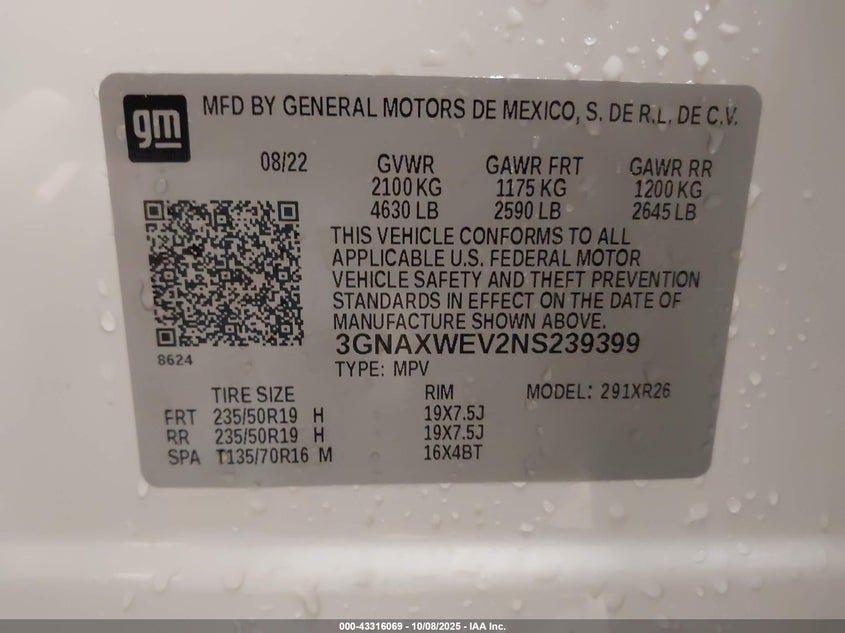 gm
MFD BY GENERAL MOTORS DE MEXICO, S. DE R.L. DE C.V.
08/22 GVWR GAWR FRT GAWR RR
2100 KG 1175 KG 1200 KG
4630 LB 2590 LB 2645 LB
THIS VEHICLE CONFORMS TO ALL
APPLICABLE U.S. FEDERAL MOTOR
VEHICLE SAFETY AND THEFT PREVENTION
STANDARDS IN EFFECT ON THE DATE OF
MANUFACTURE SHOWN ABOVE.
3GNAXWEV2NS239399
8624
TYPE: MPV
TIRE SIZE RIM MODEL: 291XR26
FRT 235/50R19 H 19X7.5J
RR 235/50R19 H 19X7.5J
SPA T135/70R16 M 16X4BT
000-43316069 | 10/08/2025 - IAA Inc.